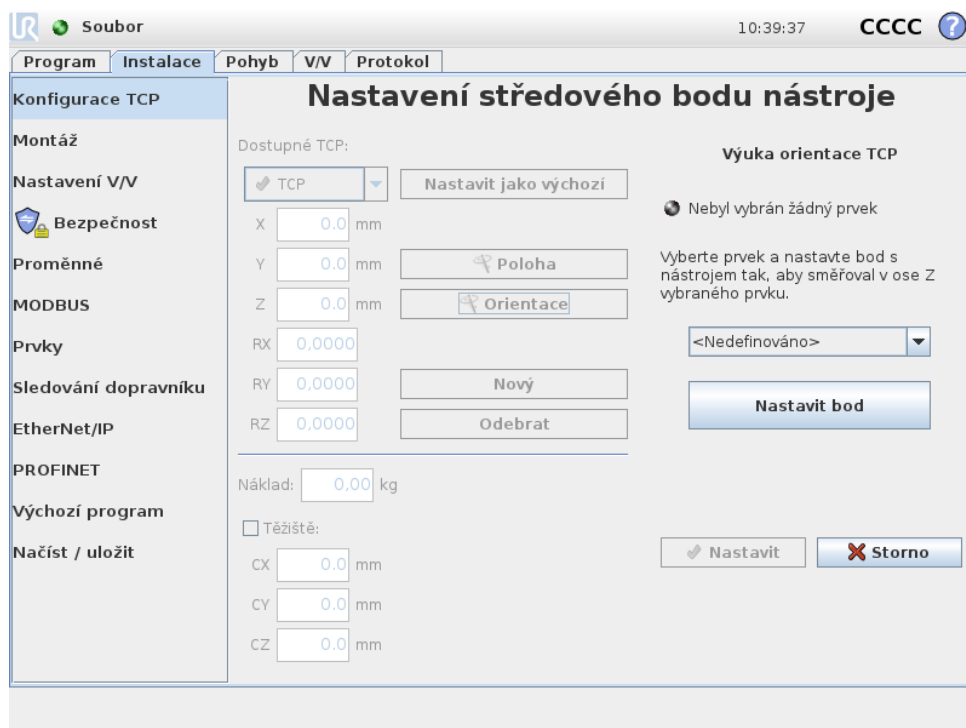 UR Soubor 10:39:37 CCCC ?
Program Instalace Pohyb V/V Protokol
Konfigurace TCP
Montáž
Nastavení V/V
Bezpečnost
Proměnné
MODBUS
Prvky
Sledování dopravníku
EtherNet/IP
PROFINET
Výchozí program
Načíst / uložit
Nastavení středového bodu nástroje
Dostupné TCP:
TCP Nastavit jako výchozí
X 0.0 mm
Y 0.0 mm Poloha
Z 0.0 mm Orientace
RX 0,0000
RY 0,0000 Nový
RZ 0,0000 Odebrat
Náklad: 0,00 kg
Těžiště:
CX 0.0 mm
CY 0.0 mm
CZ 0.0 mm
Výuka orientace TCP
Nebyl vybrán žádný prvek
Vyberte prvek a nastavte bod s
nástrojem tak, aby směřoval v ose Z
vybraného prvku.
<Nedefinováno>
Nastavit bod
Nastavit Storno